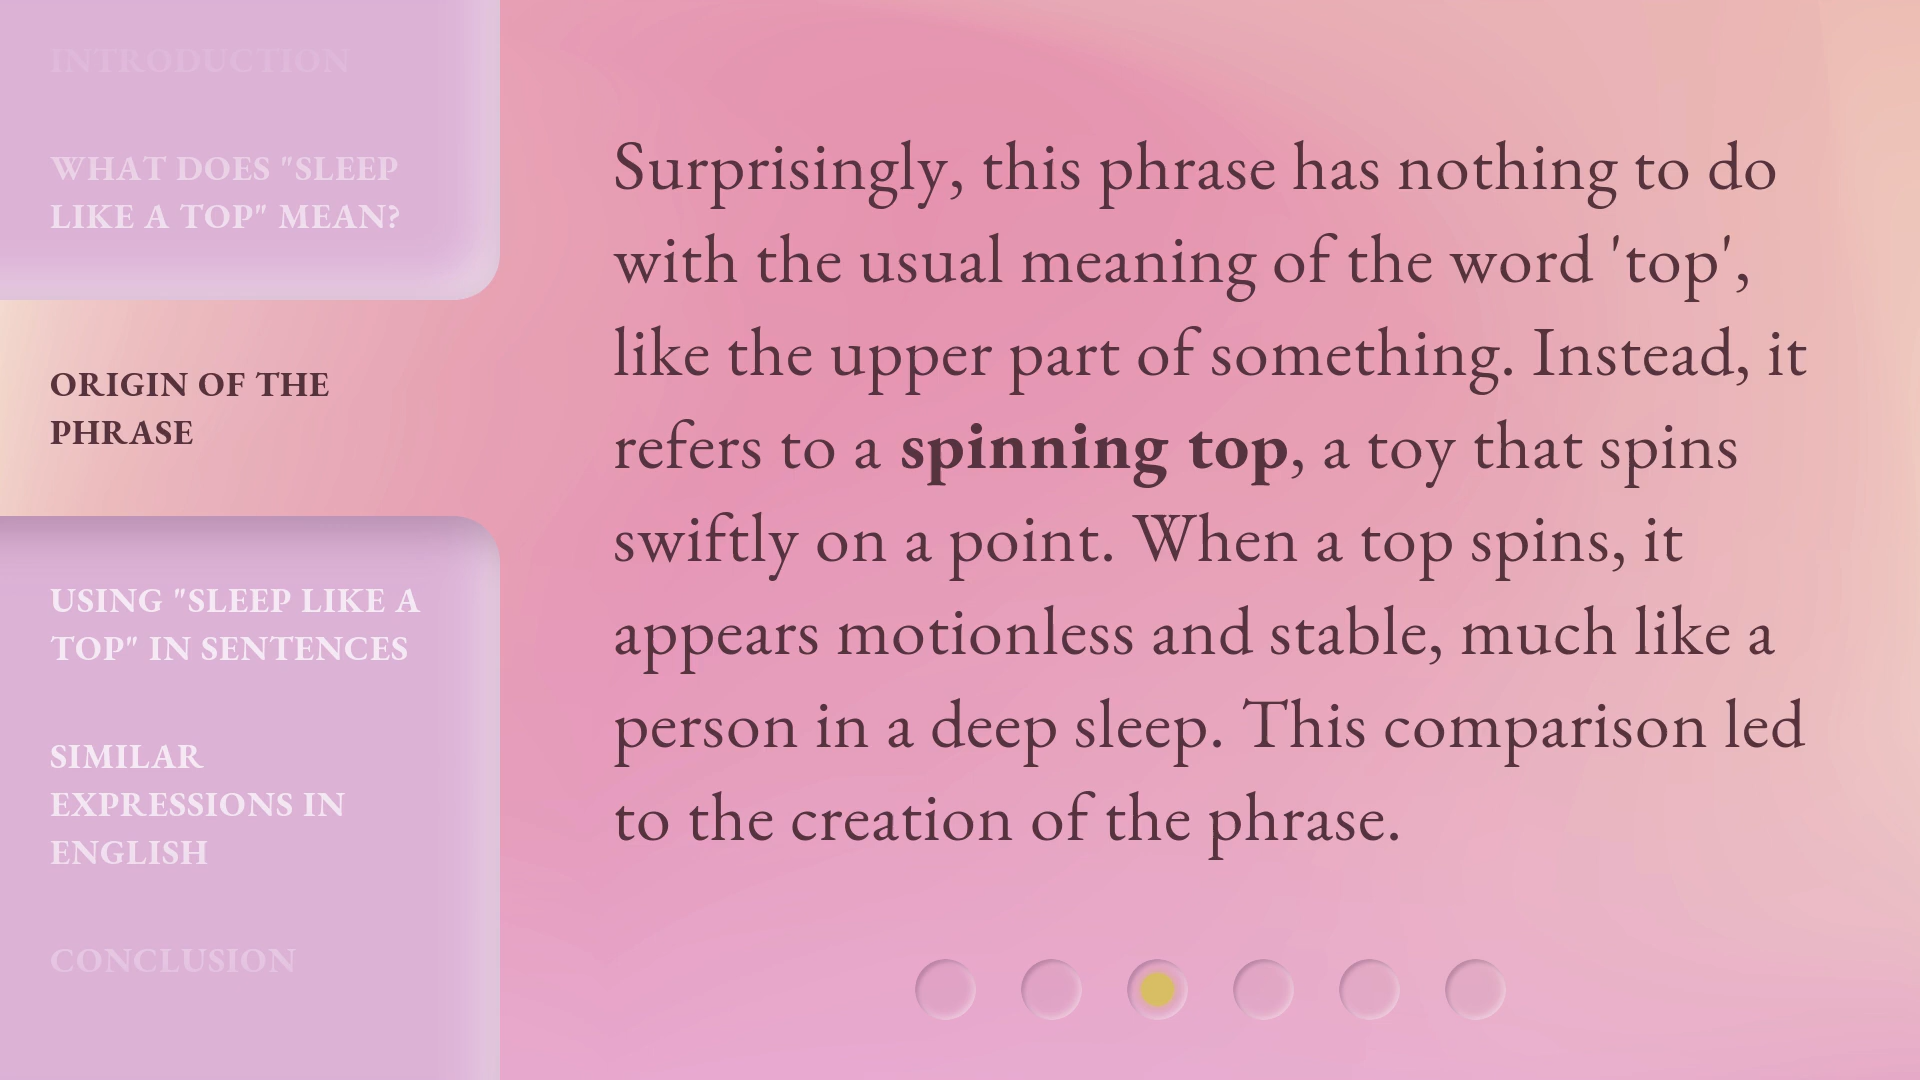 INTRODUCTION
WHAT DOES "SLEEP
LIKE A TOP" MEAN?
ORIGIN OF THE
PHRASE
USING "SLEEP LIKE A
TOP" IN SENTENCES
SIMILAR
EXPRESSIONS IN
ENGLISH
CONCLUSION
Surprisingly, this phrase has nothing to do
with the usual meaning of the word 'top',
like the upper part of something. Instead, it
refers to a spinning top, a toy that spins
swiftly on a point. When a top spins, it
appears motionless and stable, much like a
person in a deep sleep. This comparison led
to the creation of the phrase.